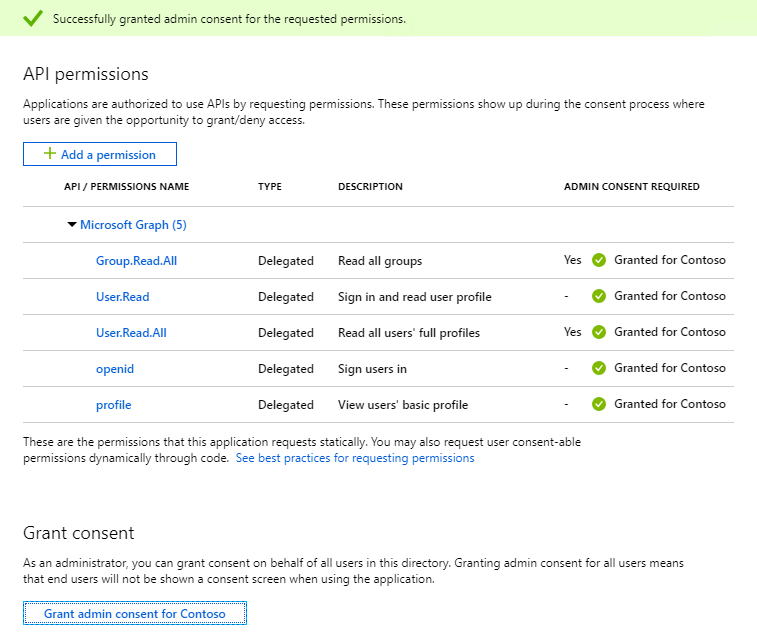 Successfully granted admin consent for the requested permissions.
API permissions
Applications are authorized to use APIs by requesting permissions. These permissions show up during the consent process where
users are given the opportunity to grant/deny access.
+ Add a permission
API / PERMISSIONS NAME TYPE DESCRIPTION ADMIN CONSENT REQUIRED
Microsoft Graph (5)
Group.Read.All Delegated Read all groups Yes Granted for Contoso
User.Read Delegated Sign in and read user profile - Granted for Contoso
User.Read.All Delegated Read all users' full profiles Yes Granted for Contoso
openid Delegated Sign users in - Granted for Contoso
profile Delegated View users' basic profile - Granted for Contoso
These are the permissions that this application requests statically. You may also request user consent-able
permissions dynamically through code. See best practices for requesting permissions
Grant consent
As an administrator, you can grant consent on behalf of all users in this directory. Granting admin consent for all users means
that end users will not be shown a consent screen when using the application.
Grant admin consent for Contoso